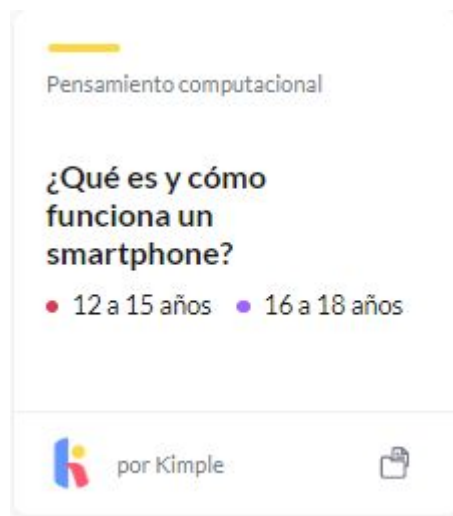 Pensamiento computacional
¿Qué es y cómo
funciona un
smartphone?
12 a 15 años 16 a 18 años
por Kimple